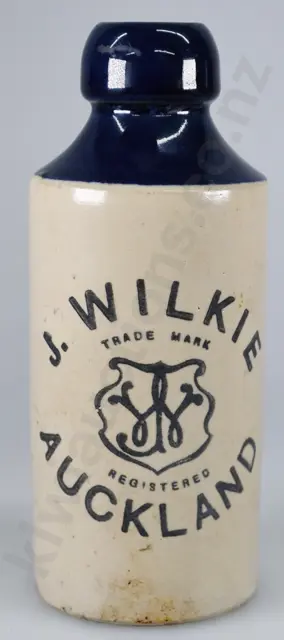 J. WILKIE
TRADE MARK
JW
REGISTERED
AUCKLAND